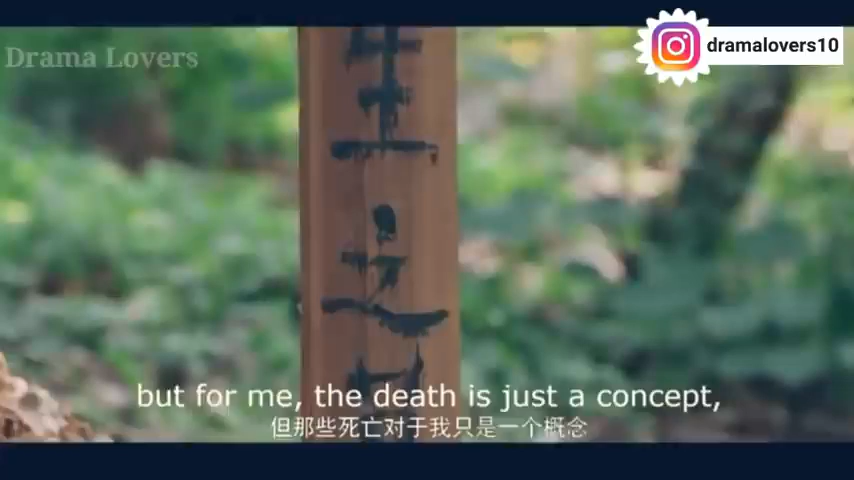 Drama Lovers
dramalovers10
之
but for me, the death is just a concept,
但那些死亡对于我只是一个概念